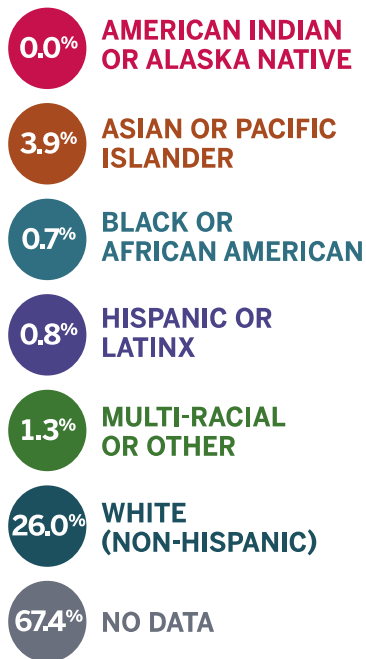 0.0%
AMERICAN INDIAN
OR ALASKA NATIVE
3.9%
ASIAN OR PACIFIC
ISLANDER
0.7%
BLACK OR
AFRICAN AMERICAN
0.8%
HISPANIC OR
LATINX
1.3%
MULTI-RACIAL
OR OTHER
26.0%
WHITE
(NON-HISPANIC)
67.4%
NO DATA